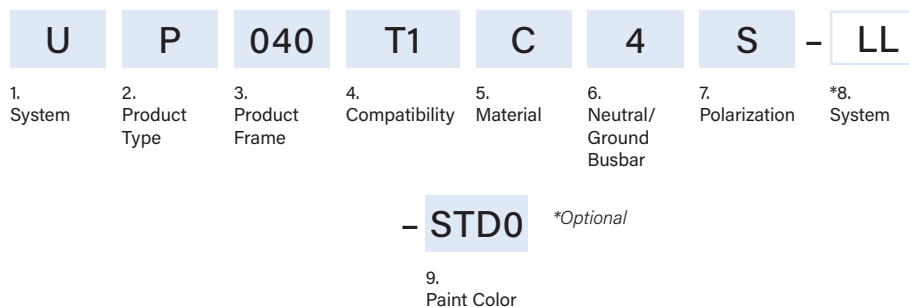 U P 040 T1 C 4 S – LL
1. 2. 3. 4. 5. 6. 7. *8.
System Product Product Compatibility Material Neutral/ Polarization System
Type Frame Ground
Busbar
– STD0 *Optional
9.
Paint Color